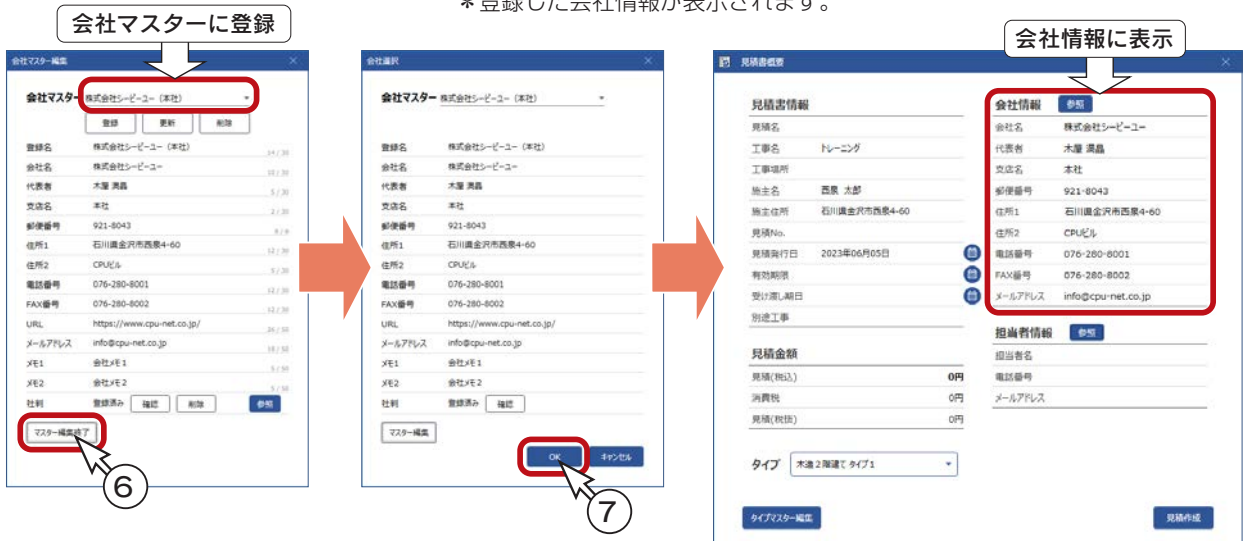 ＊登録した会社情報が表示されます。
会社マスターに登録
会社マスター編集 ×
会社マスター 株式会社シーピーユー（本社）
登録 更新 削除
登録名 株式会社シーピーユー（本社） 14 / 30
会社名 株式会社シーピーユー 10 / 30
代表者 木屋 満晶 5 / 30
支店名 本社 2 / 30
郵便番号 921-8043 8 / 8
住所1 石川県金沢市西泉4-60 12 / 30
住所2 CPUビル 5 / 30
電話番号 076-280-8001 12 / 30
FAX番号 076-280-8002 12 / 30
URL https://www.cpu-net.co.jp/ 26 / 50
メールアドレス info@cpu-net.co.jp 18 / 50
メモ1 会社メモ1 5 / 50
メモ2 会社メモ2 5 / 50
社判 登録済み 確認 削除 参照
マスター編集終了
⑥
会社選択 ×
会社マスター 株式会社シーピーユー（本社）
登録名 株式会社シーピーユー（本社）
会社名 株式会社シーピーユー
代表者 木屋 満晶
支店名 本社
郵便番号 921-8043
住所1 石川県金沢市西泉4-60
住所2 CPUビル
電話番号 076-280-8001
FAX番号 076-280-8002
URL https://www.cpu-net.co.jp/
メールアドレス info@cpu-net.co.jp
メモ1 会社メモ1
メモ2 会社メモ2
社判 登録済み 確認
マスター編集
OK キャンセル
⑦
会社情報に表示
見積書概要 ×
見積書情報
見積名
工事名 トレーニング
工事場所
施主名 西泉 太郎
施主住所 石川県金沢市西泉4-60
見積No.
見積発行日 2023年06月05日
有効期限
受け渡し期日
別途工事
見積金額
見積(税込) 0円
消費税 0円
見積(税抜) 0円
タイプ 木造２階建て タイプ1
タイプマスター編集
会社情報 参照
会社名 株式会社シーピーユー
代表者 木屋 満晶
支店名 本社
郵便番号 921-8043
住所1 石川県金沢市西泉4-60
住所2 CPUビル
電話番号 076-280-8001
FAX番号 076-280-8002
メールアドレス info@cpu-net.co.jp
担当者情報 参照
担当者名
電話番号
メールアドレス
見積作成